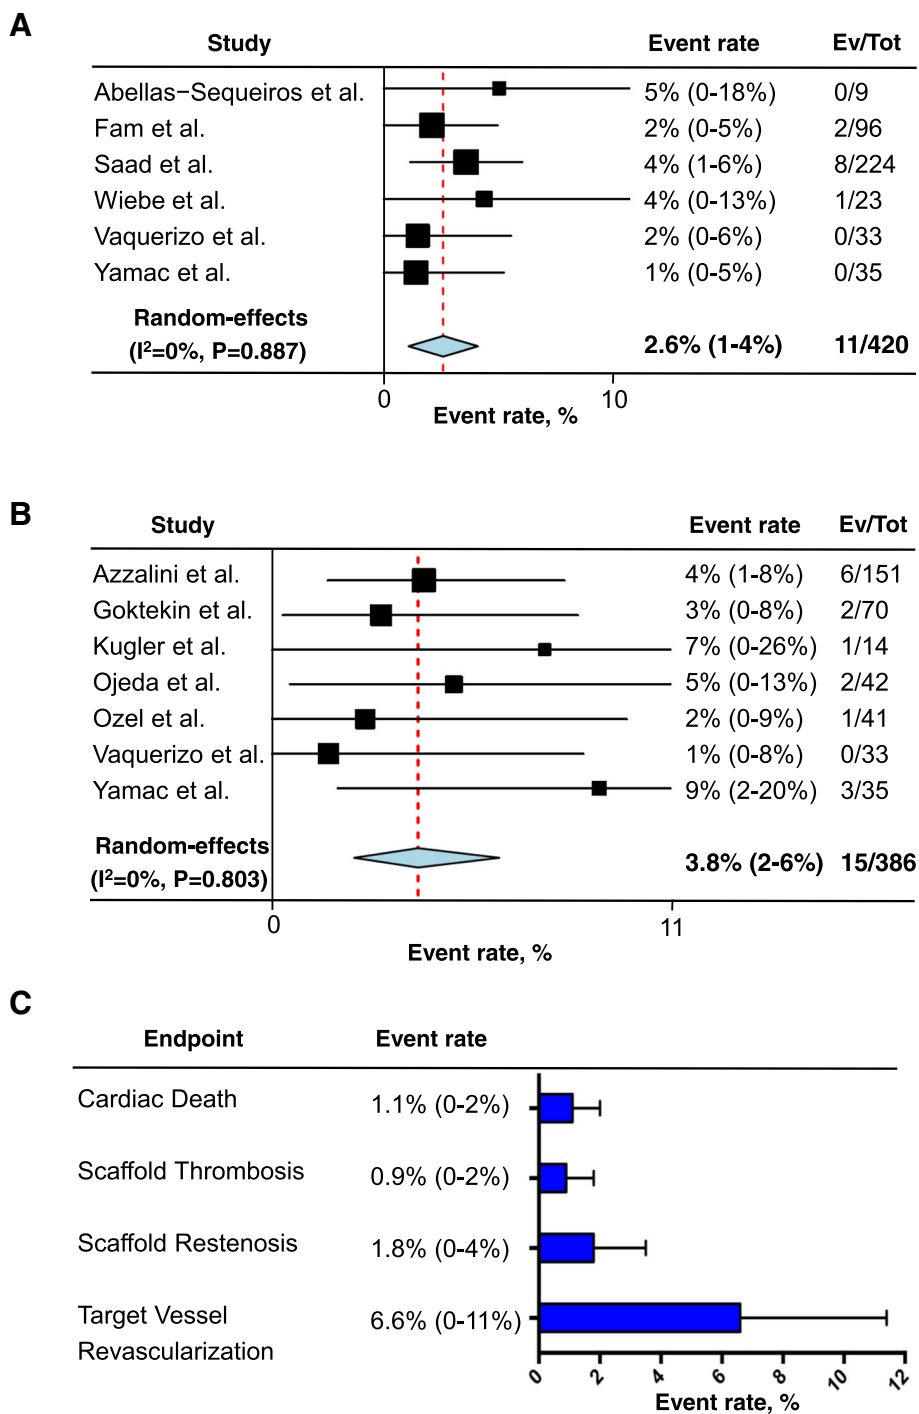 A
Study Event rate Ev/Tot
Abellas−Sequeiros et al. 5% (0-18%) 0/9
Fam et al. 2% (0-5%) 2/96
Saad et al. 4% (1-6%) 8/224
Wiebe et al. 4% (0-13%) 1/23
Vaquerizo et al. 2% (0-6%) 0/33
Yamac et al. 1% (0-5%) 0/35
Random-effects
(I²=0%, P=0.887) 2.6% (1-4%) 11/420
0 10
Event rate, %
B
Study Event rate Ev/Tot
Azzalini et al. 4% (1-8%) 6/151
Goktekin et al. 3% (0-8%) 2/70
Kugler et al. 7% (0-26%) 1/14
Ojeda et al. 5% (0-13%) 2/42
Ozel et al. 2% (0-9%) 1/41
Vaquerizo et al. 1% (0-8%) 0/33
Yamac et al. 9% (2-20%) 3/35
Random-effects
(I²=0%, P=0.803) 3.8% (2-6%) 15/386
0 11
Event rate, %
C
Endpoint Event rate
Cardiac Death 1.1% (0-2%)
Scaffold Thrombosis 0.9% (0-2%)
Scaffold Restenosis 1.8% (0-4%)
Target Vessel
Revascularization 6.6% (0-11%)
0 2 4 6 8 10 12
Event rate, %